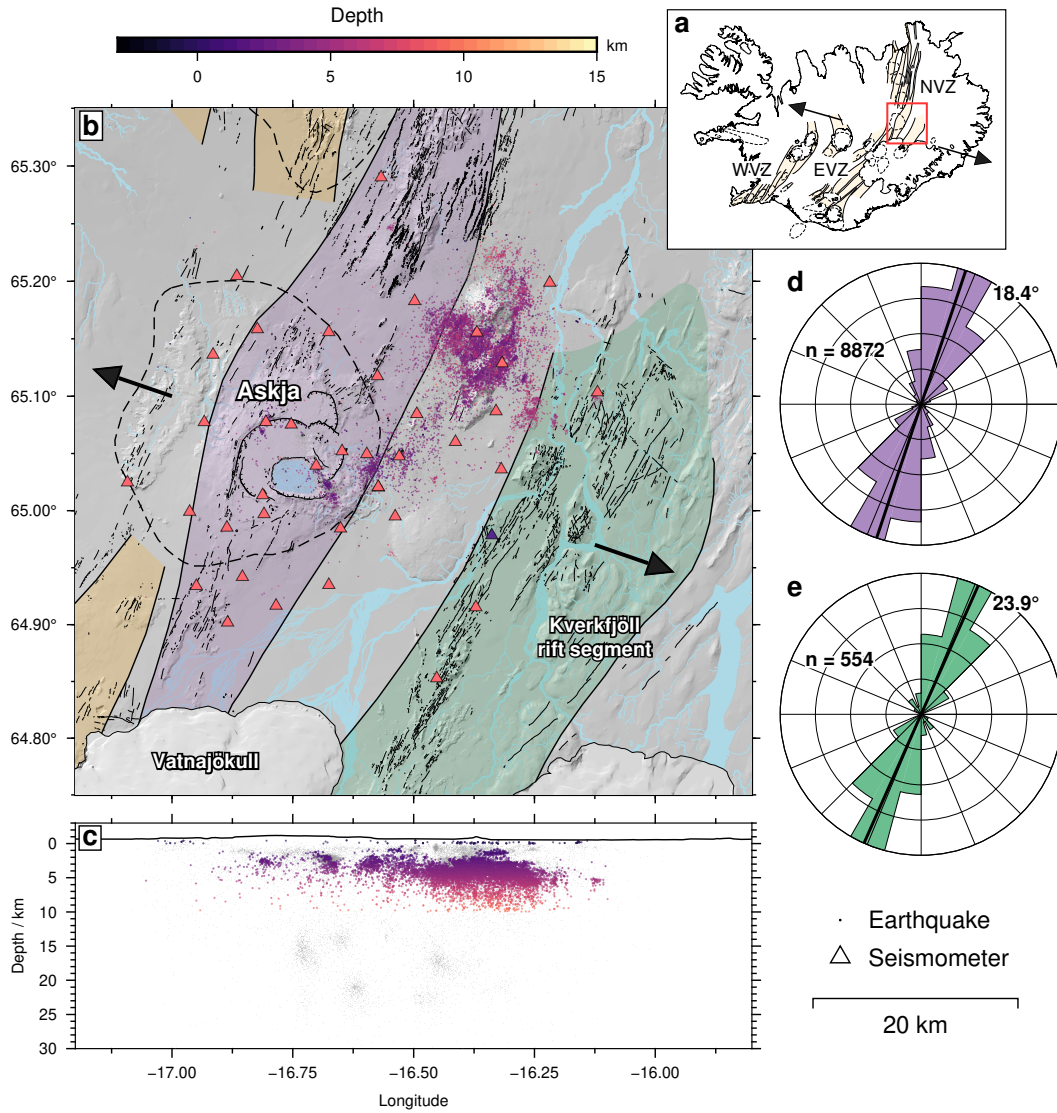 Depth
km
0
5
10
15
a
NVZ
WVZ
EVZ
b
65.30°
65.20°
65.10°
65.00°
64.90°
64.80°
Askja
Kverkfjöll
rift segment
Vatnajökull
d
18.4°
n = 8872
e
23.9°
n = 554
c
Depth / km
0
5
10
15
20
25
30
−17.00
−16.75
−16.50
−16.25
−16.00
Longitude
Earthquake
Seismometer
20 km